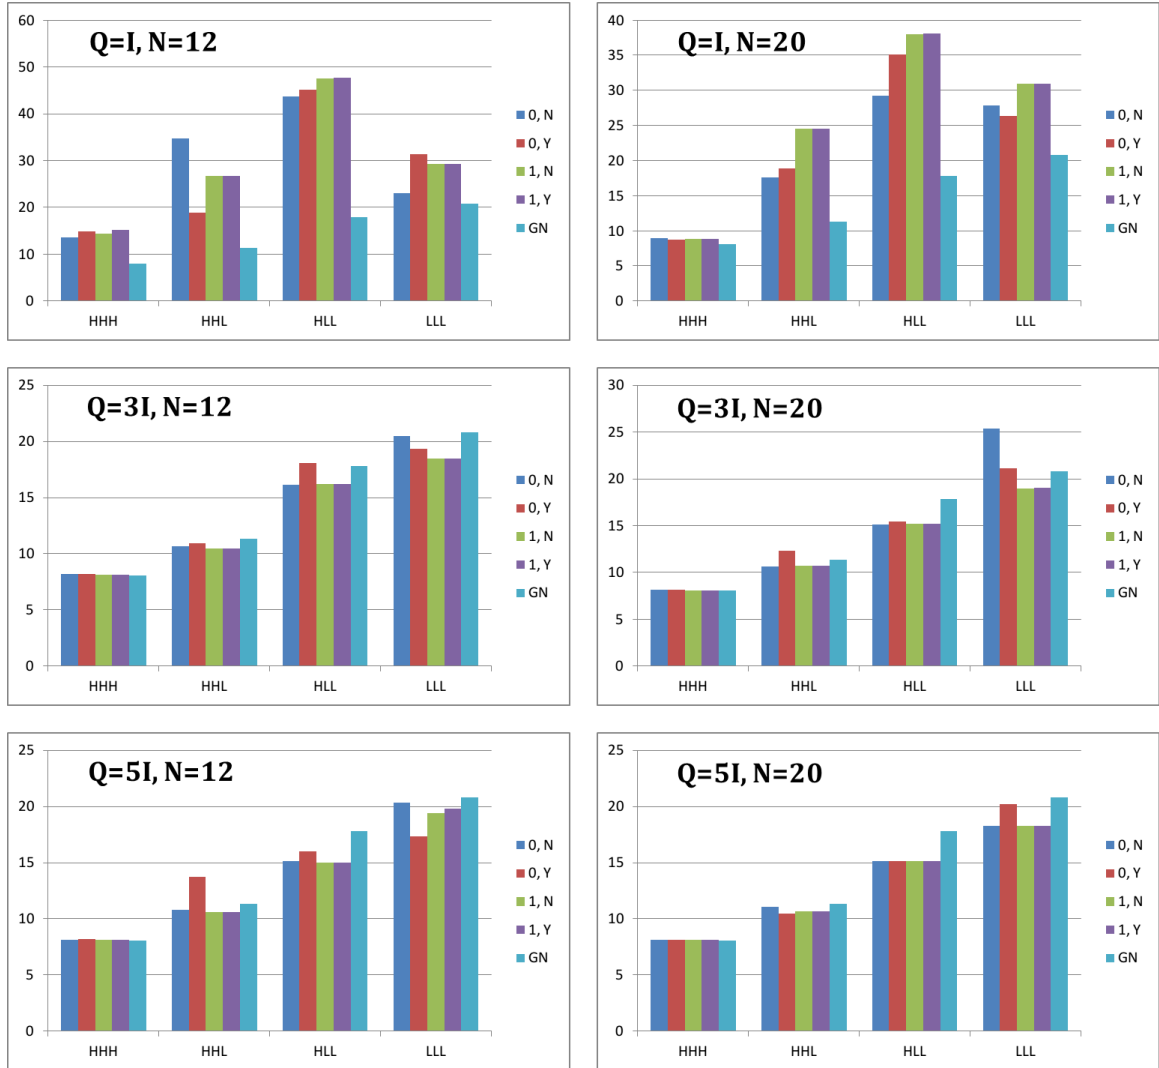 Q=I, N=12
60
50
40
30
20
10
0
HHH HHL HLL LLL
0, N
0, Y
1, N
1, Y
GN
Q=I, N=20
40
35
30
25
20
15
10
5
0
HHH HHL HLL LLL
0, N
0, Y
1, N
1, Y
GN
Q=3I, N=12
25
20
15
10
5
0
HHH HHL HLL LLL
0, N
0, Y
1, N
1, Y
GN
Q=3I, N=20
30
25
20
15
10
5
0
HHH HHL HLL LLL
0, N
0, Y
1, N
1, Y
GN
Q=5I, N=12
25
20
15
10
5
0
HHH HHL HLL LLL
0, N
0, Y
1, N
1, Y
GN
Q=5I, N=20
25
20
15
10
5
0
HHH HHL HLL LLL
0, N
0, Y
1, N
1, Y
GN